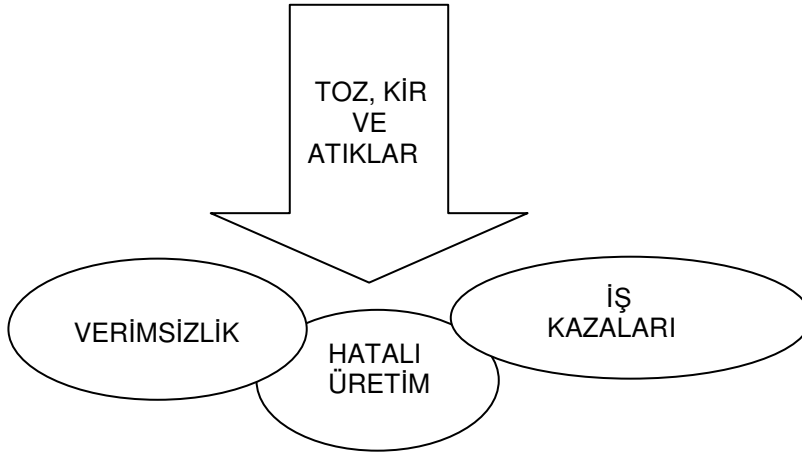 TOZ, KİR
VE
ATIKLAR
VERİMSİZLİK
HATALI
ÜRETİM
İŞ
KAZALARI